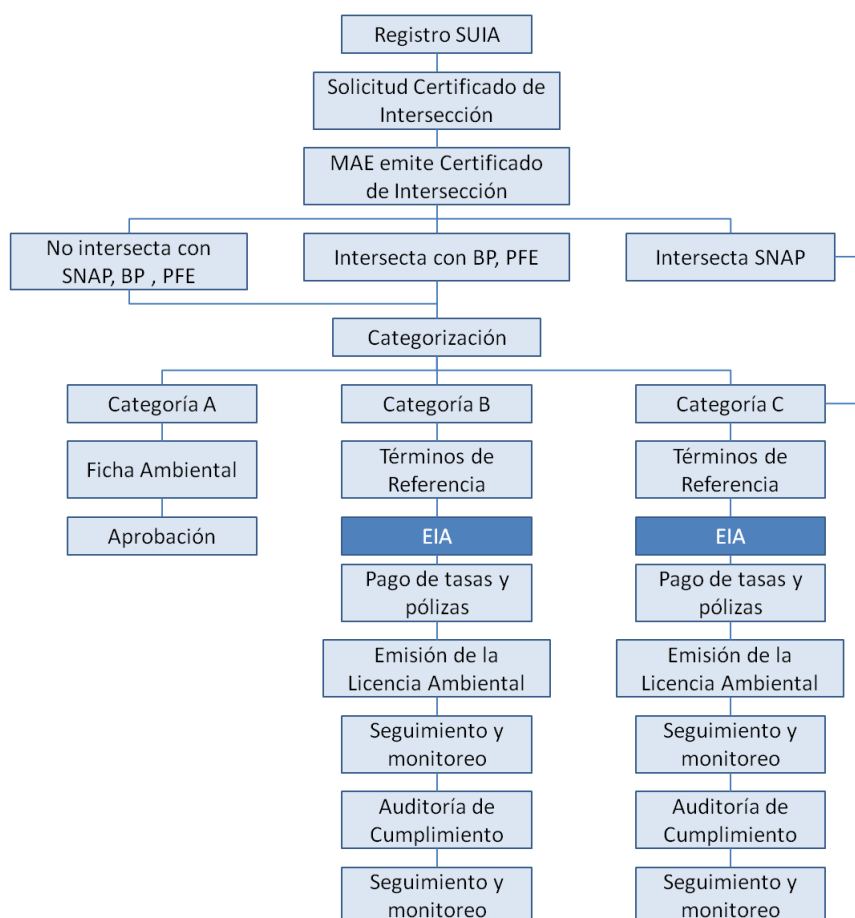 Registro SUIA
Solicitud Certificado de
Intersección
MAE emite Certificado
de Intersección
No intersecta con
SNAP, BP , PFE
Intersecta con BP, PFE
Intersecta SNAP
Categorización
Categoría A
Categoría B
Categoría C
Ficha Ambiental
Términos de
Referencia
Términos de
Referencia
Aprobación
EIA
EIA
Pago de tasas y
pólizas
Pago de tasas y
pólizas
Emisión de la
Licencia Ambiental
Emisión de la
Licencia Ambiental
Seguimiento y
monitoreo
Seguimiento y
monitoreo
Auditoría de
Cumplimiento
Auditoría de
Cumplimiento
Seguimiento y
monitoreo
Seguimiento y
monitoreo